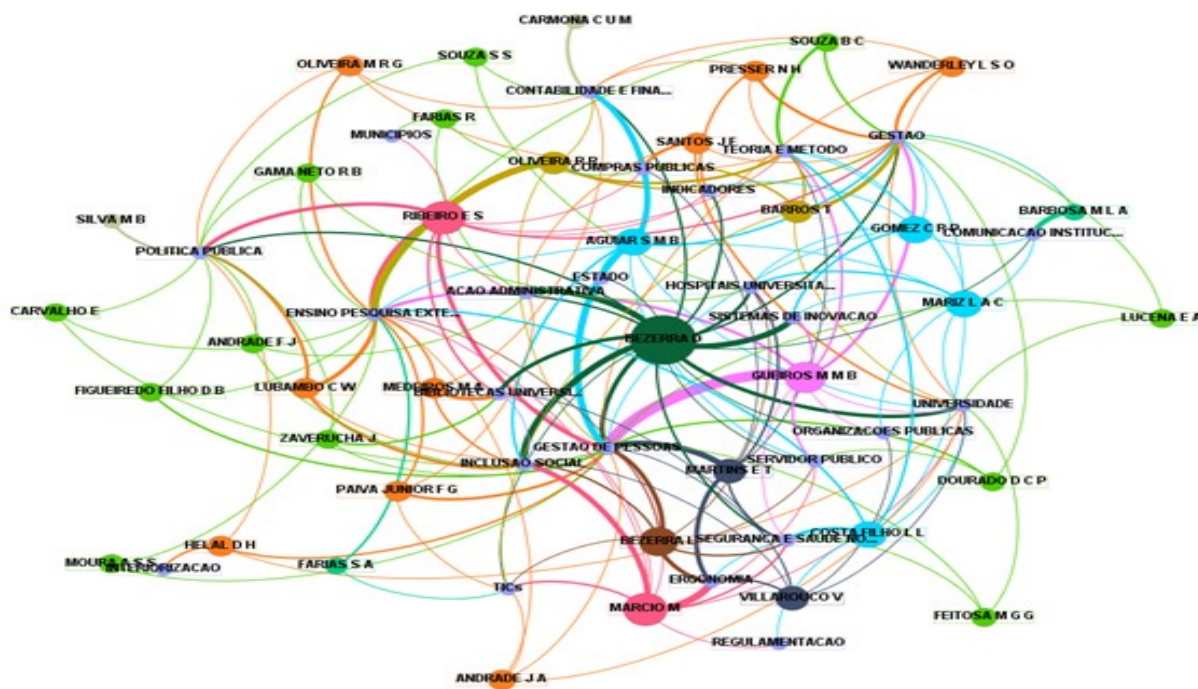 CARMONA C U M
SOUZA B C
SOUZA S S
OLIVEIRA M R G
PRESSER N H
WANDERLEY L S O
CONTABILIDADE E FINA...
FARIAS R
MUNICIPIOS
GESTAO
SANTOS J F
TEORIA E METODO
OLIVEIRA R R
COMPRAS PUBLICAS
GAMA NETO R B
INDICADORES
SILVA M B
RIBEIRO E S
BARROS T
BARBOSA M L A
GOMEZ C R P
COMUNICACAO INSTITUC...
POLITICA PUBLICA
AGUIAR S M B
ESTADO
HOSPITAIS UNIVERSITA...
ACAO ADMINISTRATIVA
MARIZ L A C
CARVALHO E
ENSINO PESQUISA EXTE...
SISTEMAS DE INOVACAO
LUCENA E A
ANDRADE F J
BEZERRA D
GUEIROS M M B
FIGUEIREDO FILHO D B
LUBAMBO C W
MEDEIROS M A
BIBLIOTECAS UNIVERSI...
UNIVERSIDADE
ORGANIZACOES PUBLICAS
ZAVERUCHA J
GESTAO DE PESSOAS
INCLUSAO SOCIAL
SERVIDOR PUBLICO
MARTINS E T
DOURADO D C P
PAIVA JUNIOR F G
COSTA FILHO L L
HELAL D H
BEZERRA L
SEGURANCA E SAUDE NO...
MOURA A S S
INTERIORIZACAO
FARIAS S A
TICs
ERGONOMIA
VILLAROUCO V
MARCIO M
FEITOSA M G G
REGULAMENTACAO
ANDRADE J A